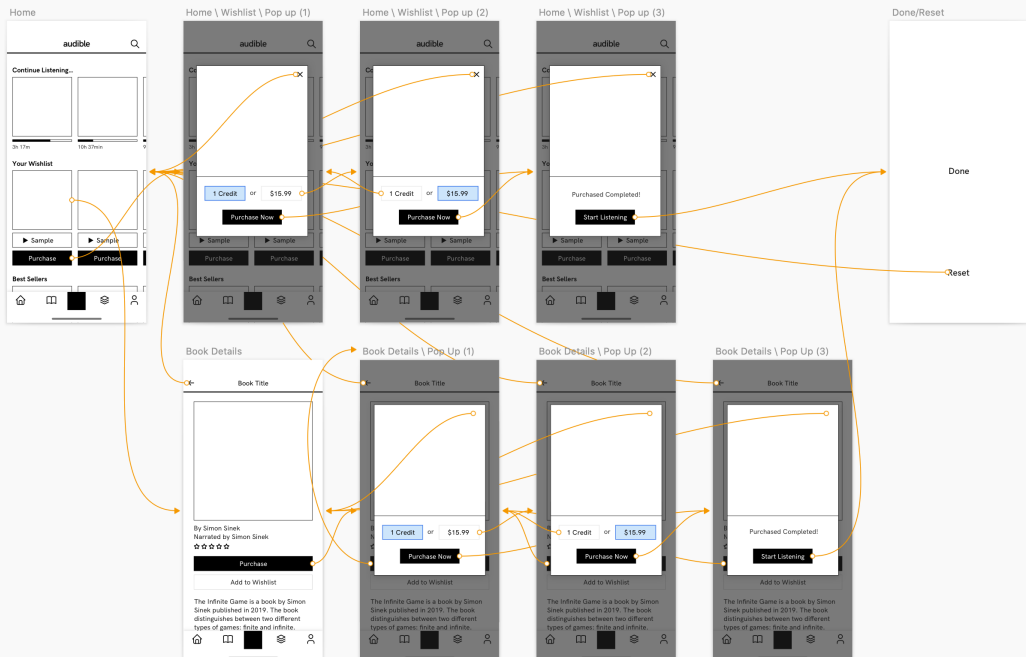 Home
Home \ Wishlist \ Pop up (1)
Home \ Wishlist \ Pop up (2)
Home \ Wishlist \ Pop up (3)
Done/Reset
audible
Continue Listening...
3h 17m
10h 37min
9
Your Wishlist
▶ Sample
▶ Sample
Purchase
Purchase
Best Sellers
audible
Co
3h
Yo
1 Credit
or
$15.99
Purchase Now
▶ Sample
▶ Sample
Purchase
Purchase
Best Sellers
audible
Co
3h
Yo
1 Credit
or
$15.99
Purchase Now
▶ Sample
▶ Sample
Purchase
Purchase
Best Sellers
audible
Co
3h
Yo
Purchased Completed!
Start Listening
▶ Sample
▶ Sample
Purchase
Purchase
Best Sellers
Done
Reset
Book Details
Book Details \ Pop Up (1)
Book Details \ Pop Up (2)
Book Details \ Pop Up (3)
Book Title
By Simon Sinek
Narrated by Simon Sinek
Purchase
Add to Wishlist
The Infinite Game is a book by Simon
Sinek published in 2019. The book
distinguishes between two different
types of games: finite and infinite.
Book Title
1 Credit
or
$15.99
Purchase Now
Add to Wishlist
The Infinite Game is a book by Simon
Sinek published in 2019. The book
distinguishes between two different
types of games: finite and infinite.
Book Title
1 Credit
or
$15.99
Purchase Now
Add to Wishlist
The Infinite Game is a book by Simon
Sinek published in 2019. The book
distinguishes between two different
types of games: finite and infinite.
Book Title
Purchased Completed!
Start Listening
Add to Wishlist
The Infinite Game is a book by Simon
Sinek published in 2019. The book
distinguishes between two different
types of games: finite and infinite.